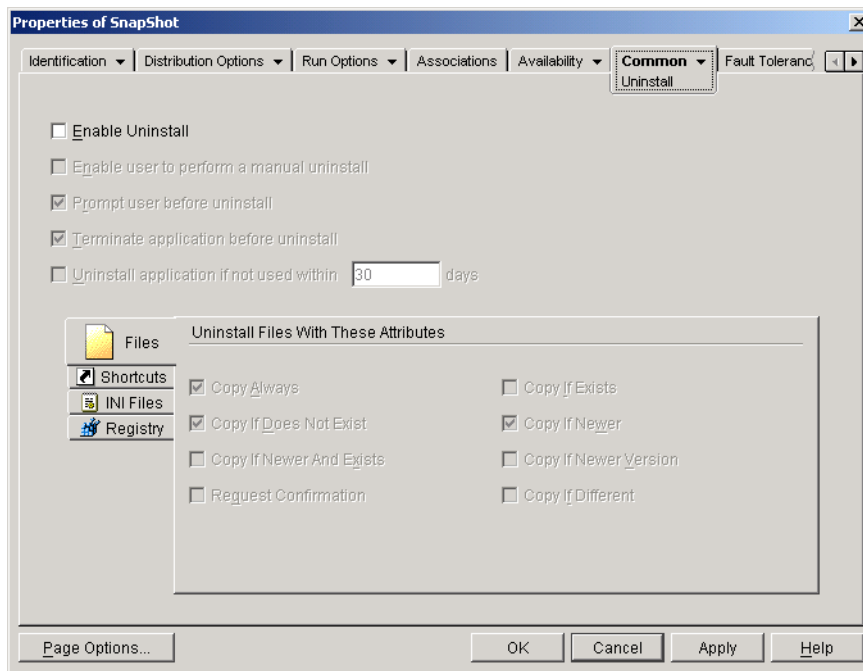 Properties of SnapShot
Identification
Distribution Options
Run Options
Associations
Availability
Common
Fault Toleranc
Uninstall
Enable Uninstall
Enable user to perform a manual uninstall
Prompt user before uninstall
Terminate application before uninstall
Uninstall application if not used within 30 days
Files
Shortcuts
INI Files
Registry
Uninstall Files With These Attributes
Copy Always
Copy If Exists
Copy If Does Not Exist
Copy If Newer
Copy If Newer And Exists
Copy If Newer Version
Request Confirmation
Copy If Different
Page Options...
OK
Cancel
Apply
Help